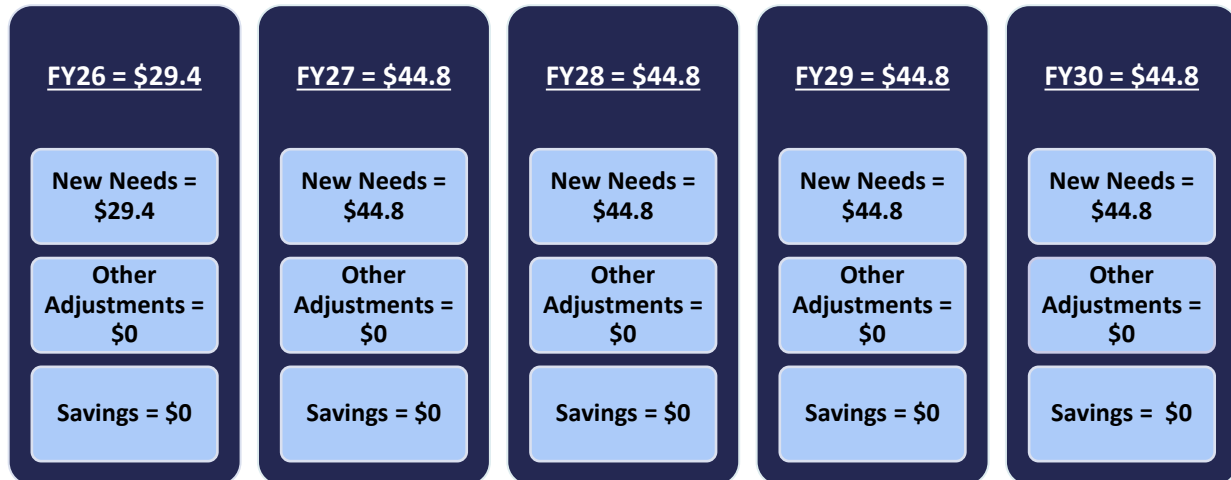 FY26 = $29.4
New Needs =
$29.4
Other
Adjustments =
$0
Savings = $0
FY27 = $44.8
New Needs =
$44.8
Other
Adjustments =
$0
Savings = $0
FY28 = $44.8
New Needs =
$44.8
Other
Adjustments =
$0
Savings = $0
FY29 = $44.8
New Needs =
$44.8
Other
Adjustments =
$0
Savings = $0
FY30 = $44.8
New Needs =
$44.8
Other
Adjustments =
$0
Savings =  $0